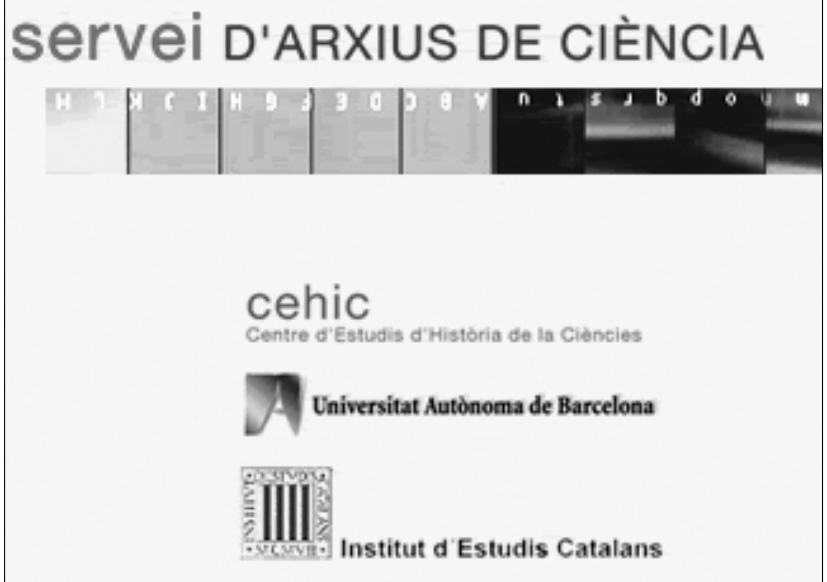 servei D'ARXIUS DE CIÈNCIA
cehic
Centre d'Estudis d'Història de la Ciències
Universitat Autònoma de Barcelona
Institut d'Estudis Catalans